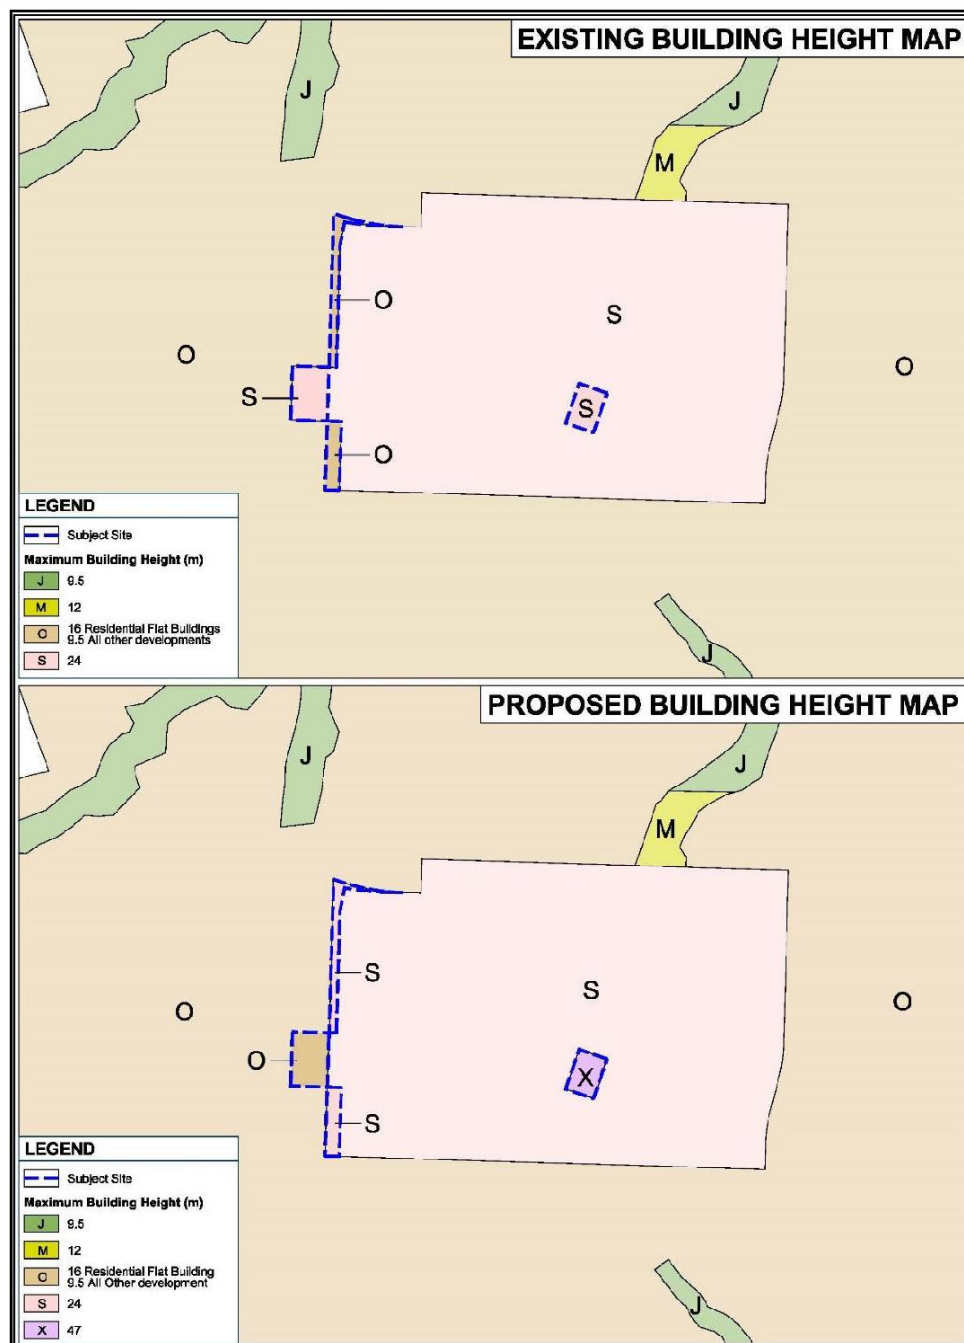 EXISTING BUILDING HEIGHT MAP
J
J
M
O
S
O
O
S
S
O
LEGEND
Subject Site
Maximum Building Height (m)
J 9.5
M 12
O 16 Residential Flat Buildings
9.5 All other developments
S 24
J
PROPOSED BUILDING HEIGHT MAP
J
J
M
S
S
O
O
O
X
S
LEGEND
Subject Site
Maximum Building Height (m)
J 9.5
M 12
O 16 Residential Flat Building
9.5 All Other development
S 24
X 47
J